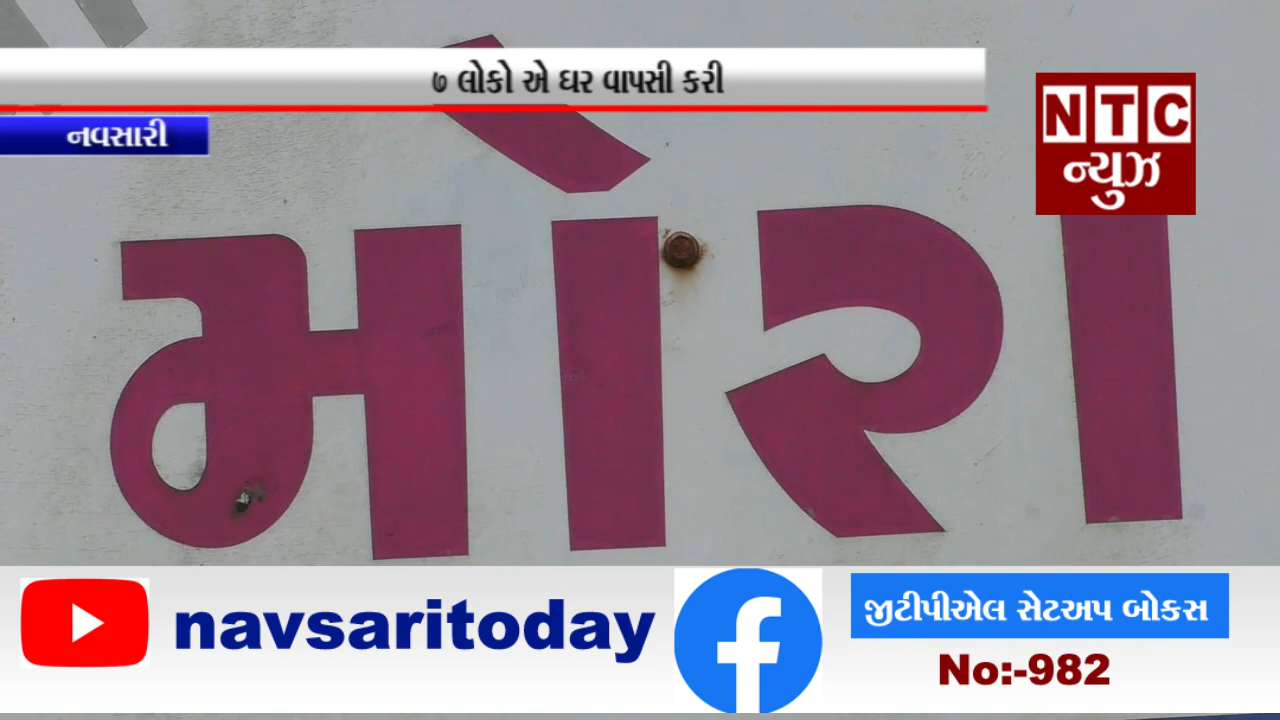 ૭ લોકો એ ઘર વાપસી કરી
નવસારી
NTC
ન્યુઝ
મોરા
navsaritoday
જીટીપીએલ સેટઅપ બોકસ
No:-982